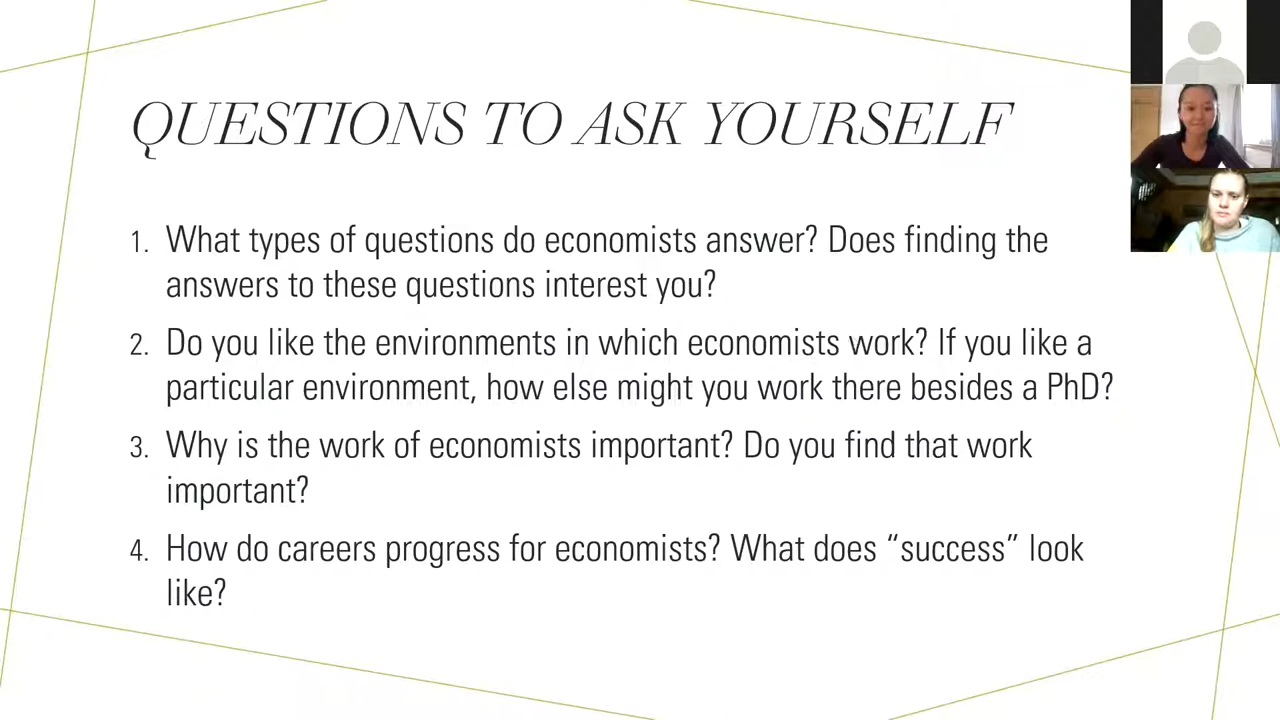 QUESTIONS TO ASK YOURSELF
1. What types of questions do economists answer? Does finding the
answers to these questions interest you?
2. Do you like the environments in which economists work? If you like a
particular environment, how else might you work there besides a PhD?
3. Why is the work of economists important? Do you find that work
important?
4. How do careers progress for economists? What does “success” look
like?